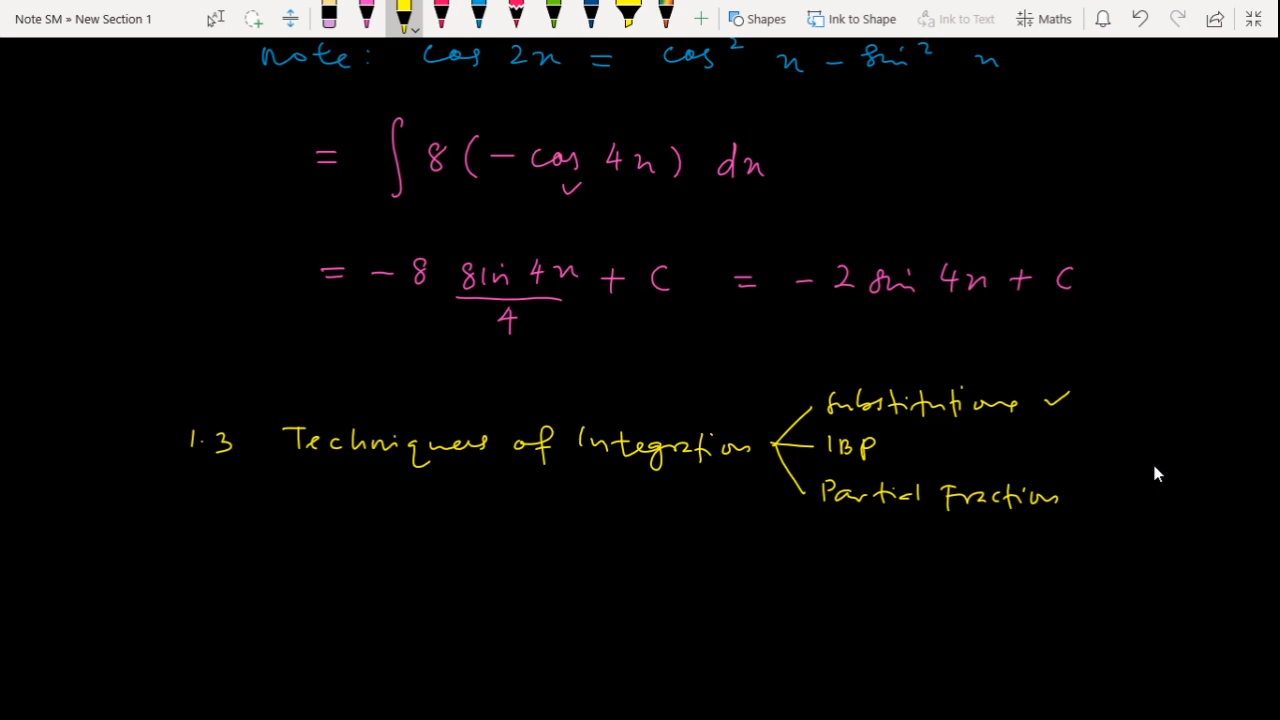 Note SM » New Section 1
Shapes
Ink to Shape
Ink to Text
Maths
Note: cos 2x = cos² x - sin² x
= ∫ 8 (- cos 4x) dx
= - 8 sin 4x / 4 + C = - 2 sin 4x + C
1.3 Techniques of Integration
Substitutions ✓
IBP
Partial Fraction